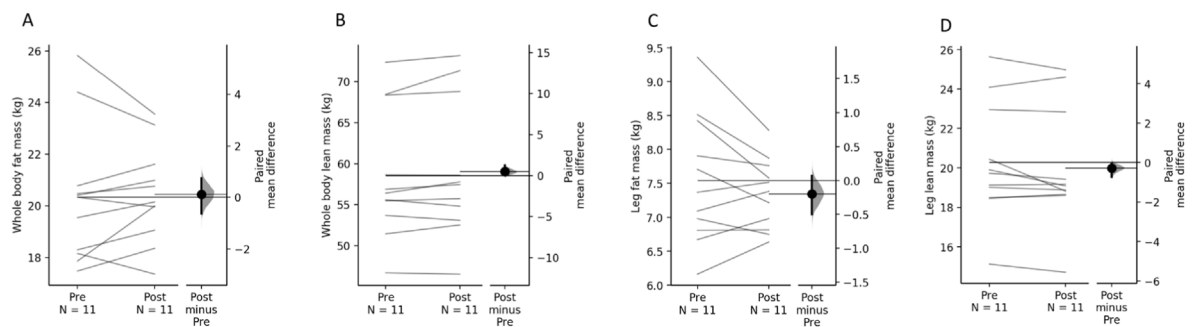 A
Whole body fat mass (kg)
26
24
22
20
18
Pre
N = 11
Post
N = 11
Post
minus
Pre
4
2
0
−2
Paired
mean difference
B
Whole body lean mass (kg)
70
65
60
55
50
Pre
N = 11
Post
N = 11
Post
minus
Pre
15
10
5
0
−5
−10
Paired
mean difference
C
Leg fat mass (kg)
9.5
9.0
8.5
8.0
7.5
7.0
6.5
6.0
Pre
N = 11
Post
N = 11
Post
minus
Pre
1.5
1.0
0.5
0.0
−0.5
−1.0
−1.5
Paired
mean difference
D
Leg lean mass (kg)
26
24
22
20
18
16
Pre
N = 11
Post
N = 11
Post
minus
Pre
4
2
0
−2
−4
−6
Paired
mean difference